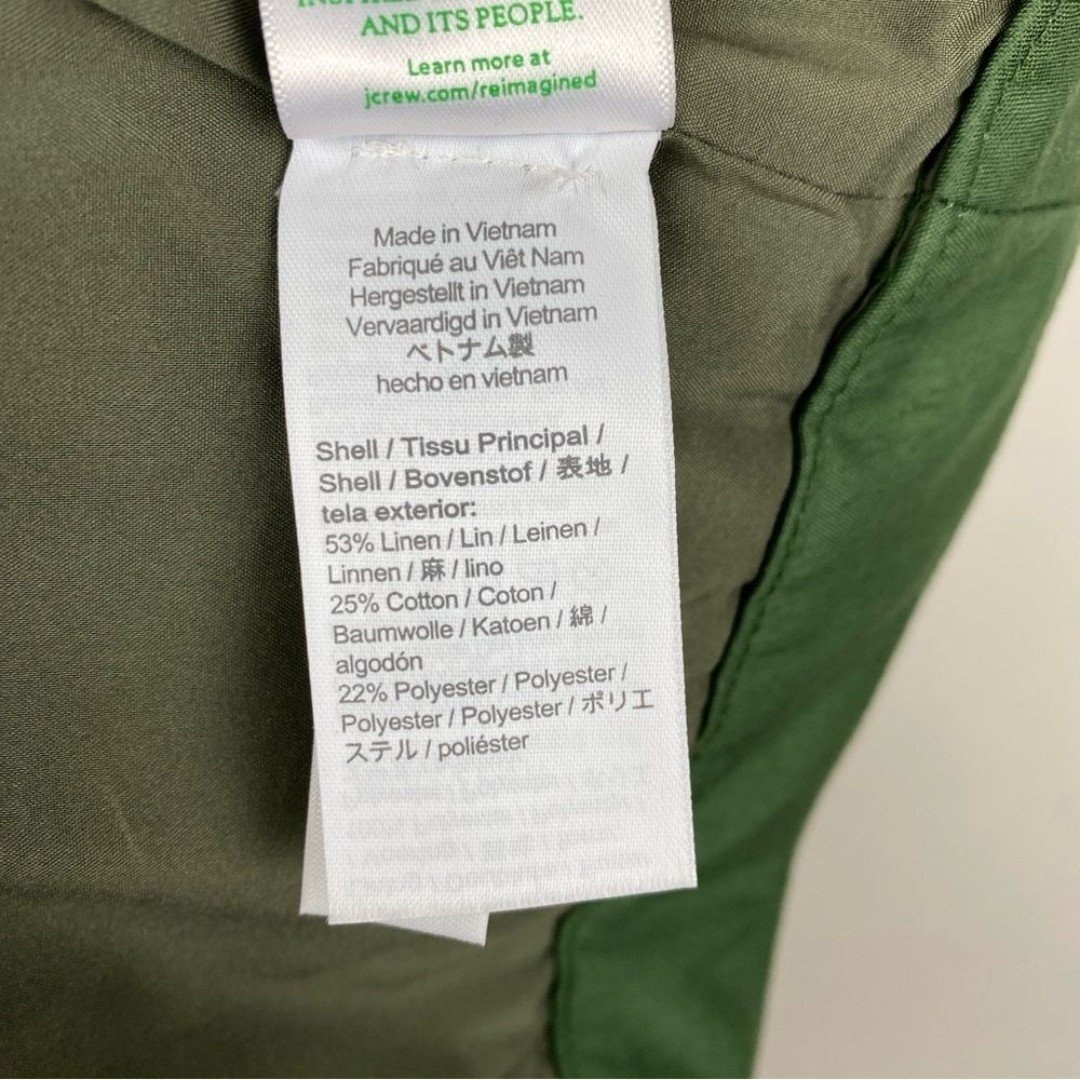 AND ITS PEOPLE.
Learn more at
jcrew.com/reimagined
Made in Vietnam
Fabriqué au Viêt Nam
Hergestellt in Vietnam
Vervaardigd in Vietnam
ベトナム製
hecho en vietnam
Shell / Tissu Principal /
Shell / Bovenstof / 表地 /
tela exterior:
53% Linen / Lin / Leinen /
Linnen / 麻 / lino
25% Cotton / Coton /
Baumwolle / Katoen / 綿 /
algodón
22% Polyester / Polyester /
Polyester / Polyester / ポリエ
ステル / poliéster